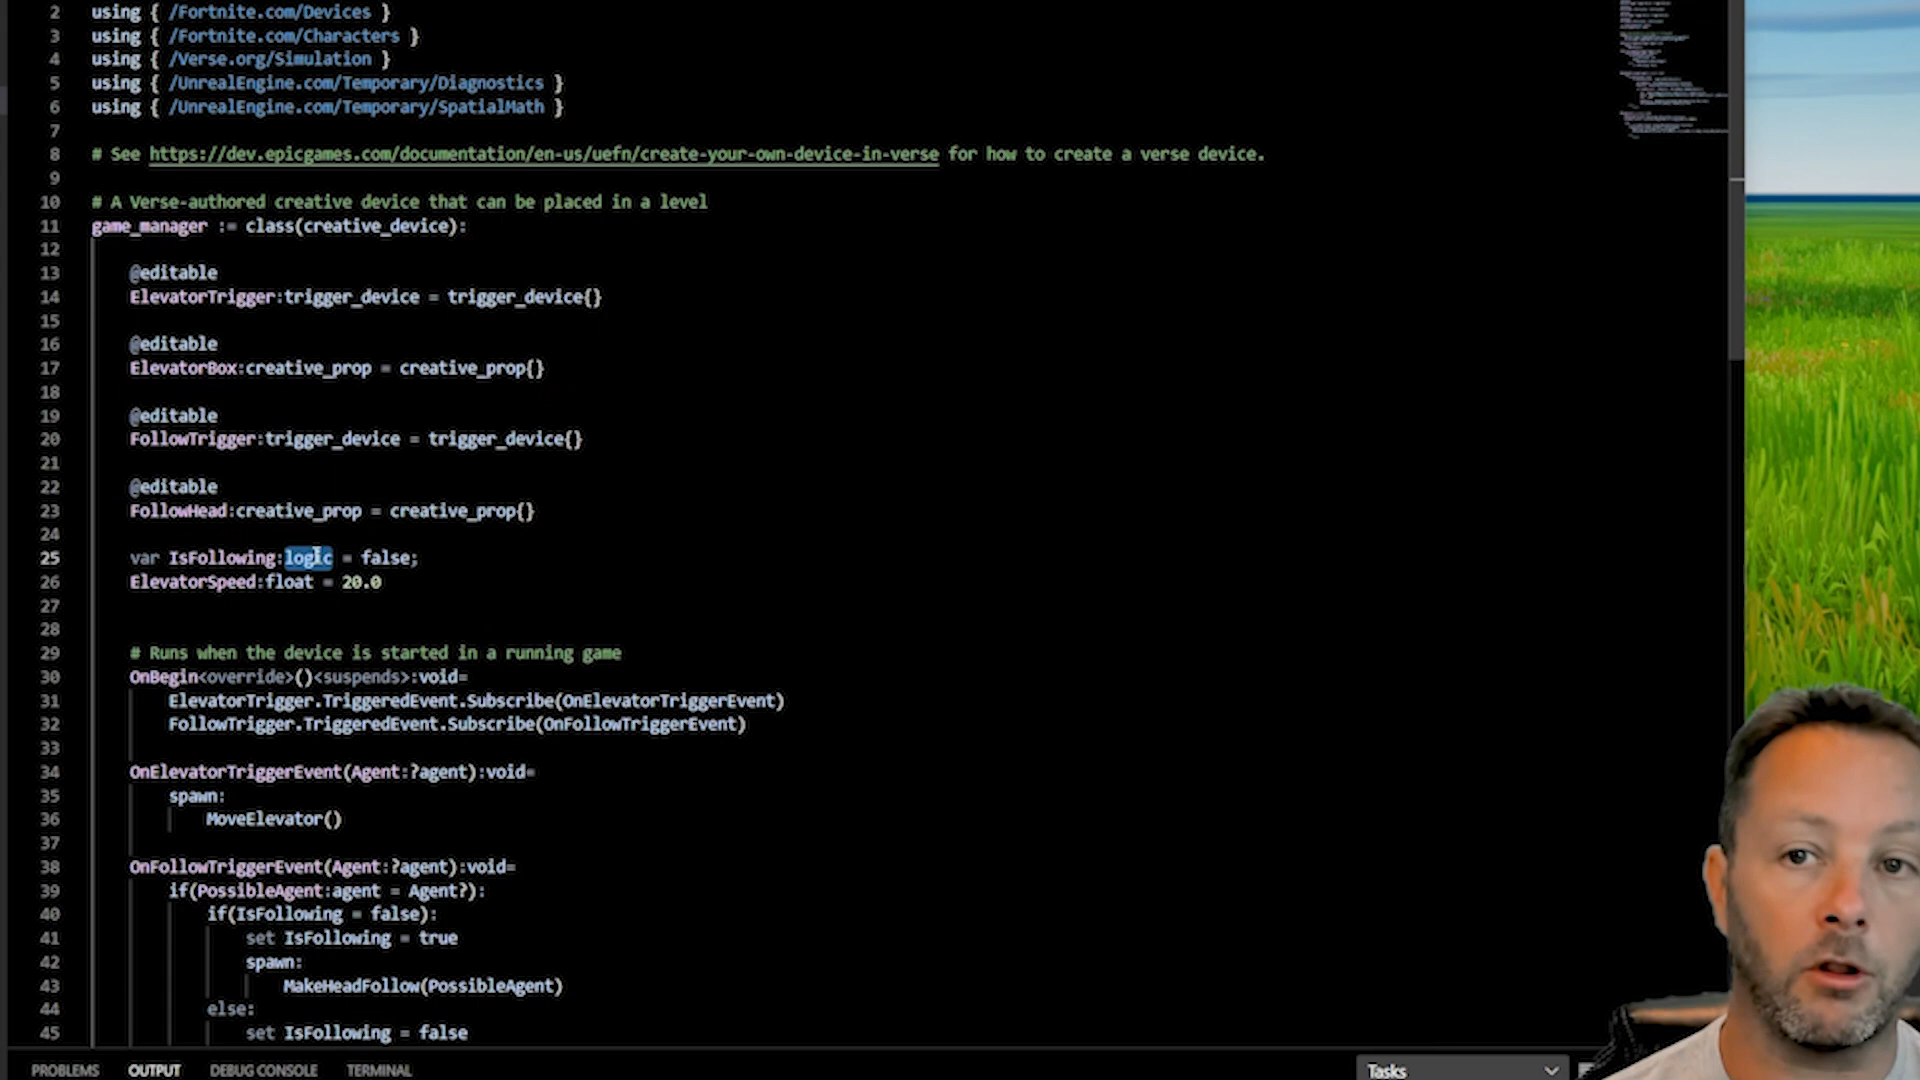 2 using { /Fortnite.com/Devices }
3 using { /Fortnite.com/Characters }
4 using { /Verse.org/Simulation }
5 using { /UnrealEngine.com/Temporary/Diagnostics }
6 using { /UnrealEngine.com/Temporary/SpatialMath }
7
8 # See https://dev.epicgames.com/documentation/en-us/uefn/create-your-own-device-in-verse for how to create a verse device.
9
10 # A Verse-authored creative device that can be placed in a level
11 game_manager := class(creative_device):
12
13 @editable
14 ElevatorTrigger:trigger_device = trigger_device{}
15
16 @editable
17 ElevatorBox:creative_prop = creative_prop{}
18
19 @editable
20 FollowTrigger:trigger_device = trigger_device{}
21
22 @editable
23 FollowHead:creative_prop = creative_prop{}
24
25 var IsFollowing:logic = false;
26 ElevatorSpeed:float = 20.0
27
28
29 # Runs when the device is started in a running game
30 OnBegin<override>()<suspends>:void=
31 ElevatorTrigger.TriggeredEvent.Subscribe(OnElevatorTriggerEvent)
32 FollowTrigger.TriggeredEvent.Subscribe(OnFollowTriggerEvent)
33
34 OnElevatorTriggerEvent(Agent:?agent):void=
35 spawn:
36 MoveElevator()
37
38 OnFollowTriggerEvent(Agent:?agent):void=
39 if(PossibleAgent:agent = Agent?):
40 if(IsFollowing = false):
41 set IsFollowing = true
42 spawn:
43 MakeHeadFollow(PossibleAgent)
44 else:
45 set IsFollowing = false
PROBLEMS OUTPUT DEBUG CONSOLE TERMINAL Tasks